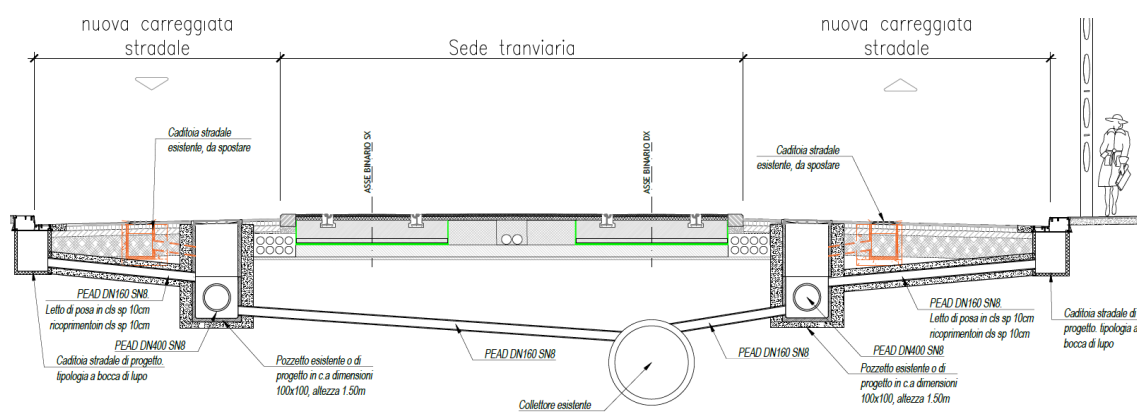 nuova carreggiata
stradale
Sede tranviaria
nuova carreggiata
stradale
Caditoia stradale
esistente, da spostare
ASSE BINARIO SX
ASSE BINARIO DX
Caditoia stradale
esistente, da spostare
PEAD DN160 SN8.
Letto di posa in cls sp 10cm
ricoprimentoin cls sp 10cm
PEAD DN400 SN8
Caditoia stradale di progetto.
tipologia a bocca di lupo
Pozzetto esistente o di
progetto in c.a dimensioni
100x100, altezza 1.50m
PEAD DN160 SN8
Collettore esistente
PEAD DN160 SN8
PEAD DN160 SN8.
Letto di posa in cls sp 10cm
ricoprimentoin cls sp 10cm
PEAD DN400 SN8
Pozzetto esistente o di
progetto in c.a dimensioni
100x100, altezza 1.50m
Caditoia stradale di
progetto. tipologia a
bocca di lupo